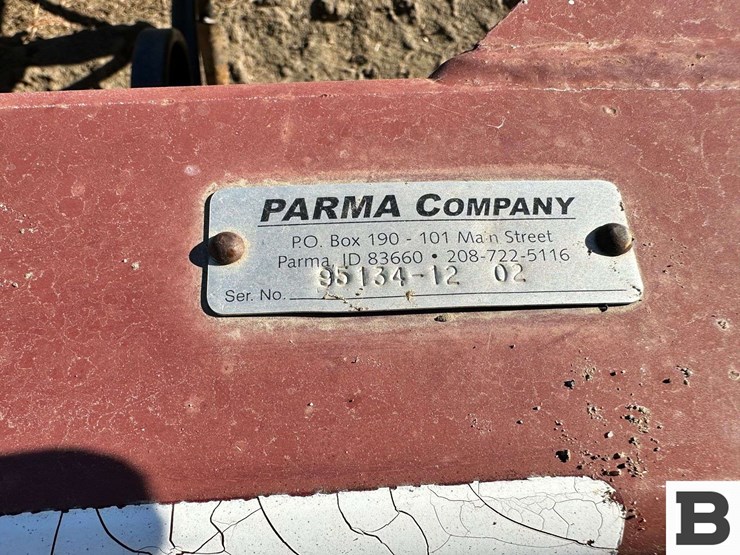 PARMA COMPANY
P.O. Box 190 - 101 Main Street
Parma, ID 83660 • 208-722-5116
95134-12 02
Ser. No.
B